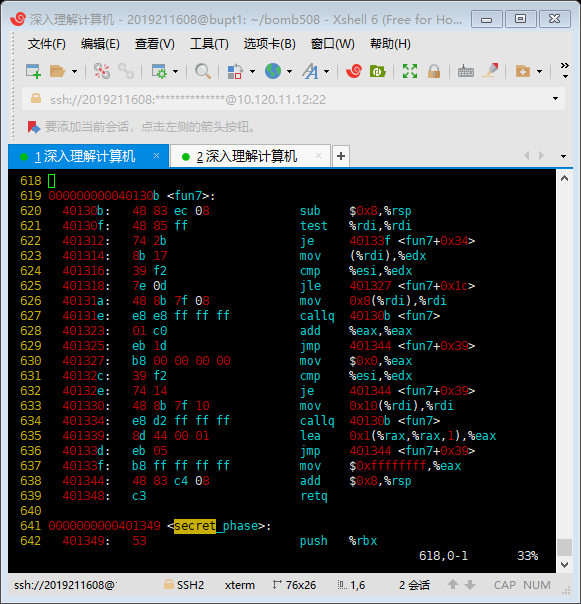 深入理解计算机 - 2019211608@bupt1: ~/bomb508 - Xshell 6 (Free for Ho...
文件(F) 编辑(E) 查看(V) 工具(T) 选项卡(B) 窗口(W) 帮助(H)
ssh://2019211608:**************@10.120.11.12:22
要添加当前会话，点击左侧的箭头按钮。
1 深入理解计算机 × 2 深入理解计算机 × +
618
619 000000000040130b <fun7>:
620 40130b: 48 83 ec 08 sub $0x8,%rsp
621 40130f: 48 85 ff test %rdi,%rdi
622 401312: 74 2b je 40133f <fun7+0x34>
623 401314: 8b 17 mov (%rdi),%edx
624 401316: 39 f2 cmp %esi,%edx
625 401318: 7e 0d jle 401327 <fun7+0x1c>
626 40131a: 48 8b 7f 08 mov 0x8(%rdi),%rdi
627 40131e: e8 e8 ff ff ff callq 40130b <fun7>
628 401323: 01 c0 add %eax,%eax
629 401325: eb 1d jmp 401344 <fun7+0x39>
630 401327: b8 00 00 00 00 mov $0x0,%eax
631 40132c: 39 f2 cmp %esi,%edx
632 40132e: 74 14 je 401344 <fun7+0x39>
633 401330: 48 8b 7f 10 mov 0x10(%rdi),%rdi
634 401334: e8 d2 ff ff ff callq 40130b <fun7>
635 401339: 8d 44 00 01 lea 0x1(%rax,%rax,1),%eax
636 40133d: eb 05 jmp 401344 <fun7+0x39>
637 40133f: b8 ff ff ff ff mov $0xffffffff,%eax
638 401344: 48 83 c4 08 add $0x8,%rsp
639 401348: c3 retq
640
641 0000000000401349 <secret_phase>:
642 401349: 53 push %rbx
618,0-1 33%
ssh://2019211608@ SSH2 xterm 76x26 1,6 2 会话 CAP NUM